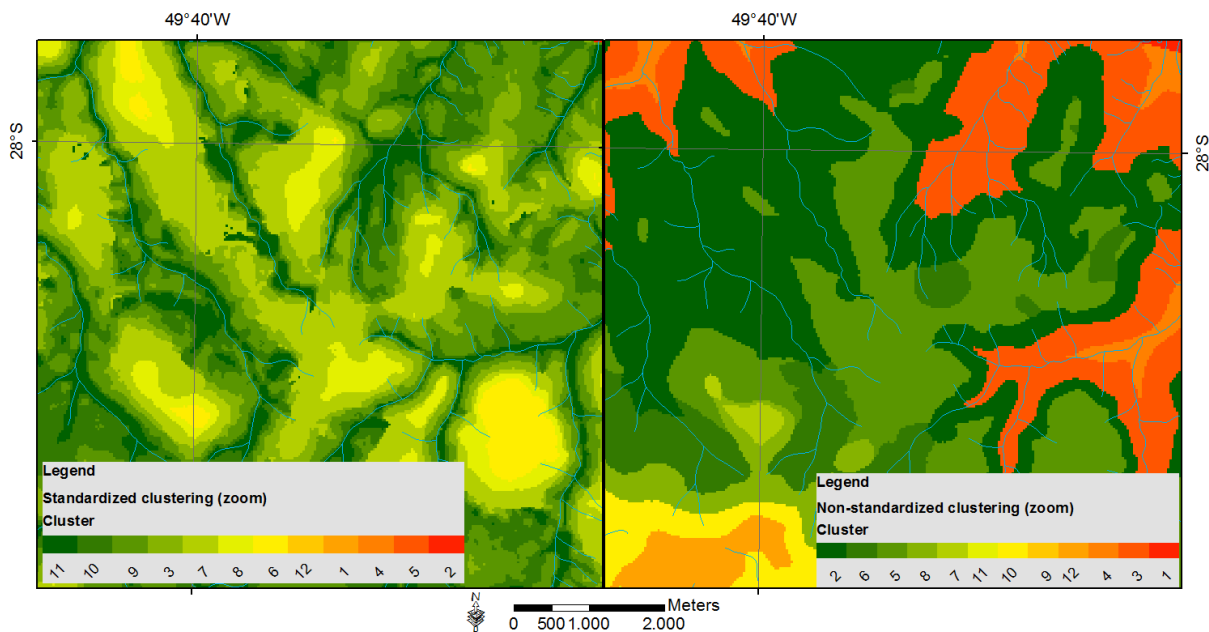 49°40'W 49°40'W
28°S
28°S
Legend
Standardized clustering (zoom)
Cluster
11 10 9 3 7 8 6 12 1 4 5 2
Legend
Non-standardized clustering (zoom)
Cluster
2 6 5 8 7 11 10 9 12 4 3 1
N
Meters
0 500 1.000 2.000